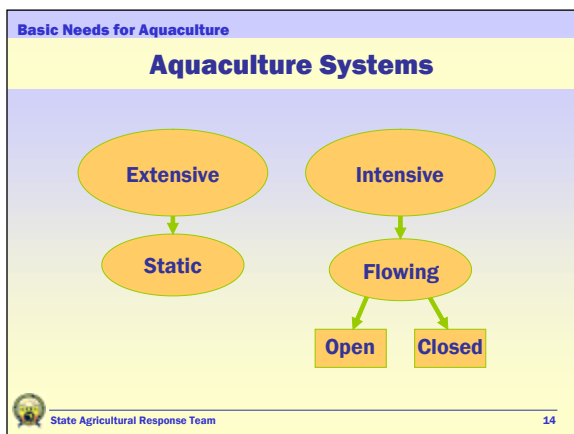 Basic Needs for Aquaculture
Aquaculture Systems
Extensive
Intensive
Static
Flowing
Open
Closed
State Agricultural Response Team
14